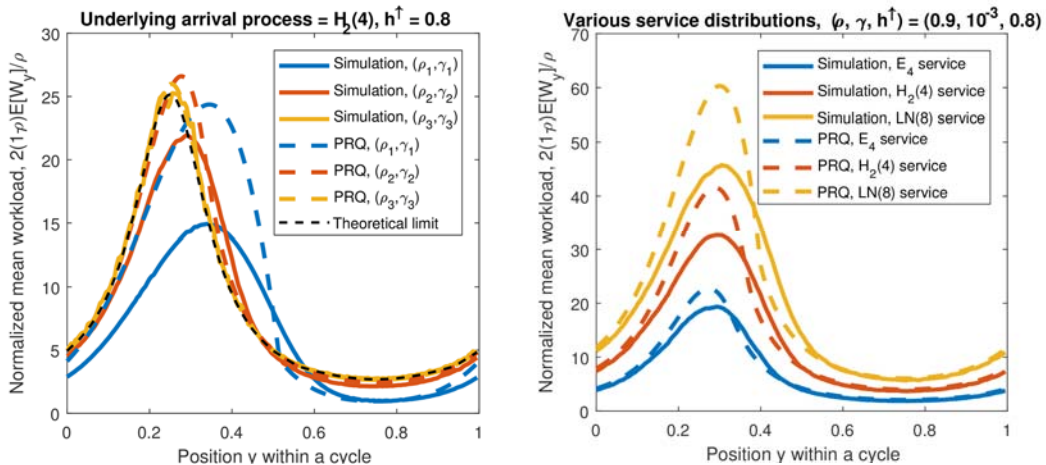 Underlying arrival process = H₂(4), h↑ = 0.8
Normalized mean workload, 2(1-ρ)E[W_y]/ρ
30
25
20
15
10
5
0
Simulation, (ρ₁,γ₁)
Simulation, (ρ₂,γ₂)
Simulation, (ρ₃,γ₃)
PRQ, (ρ₁,γ₁)
PRQ, (ρ₂,γ₂)
PRQ, (ρ₃,γ₃)
Theoretical limit
0 0.2 0.4 0.6 0.8 1
Position y within a cycle
Various service distributions, (ρ, γ, h↑) = (0.9, 10⁻³, 0.8)
Normalized mean workload, 2(1-ρ)E[W_y]/ρ
70
60
50
40
30
20
10
0
Simulation, E₄ service
Simulation, H₂(4) service
Simulation, LN(8) service
PRQ, E₄ service
PRQ, H₂(4) service
PRQ, LN(8) service
0 0.2 0.4 0.6 0.8 1
Position y within a cycle